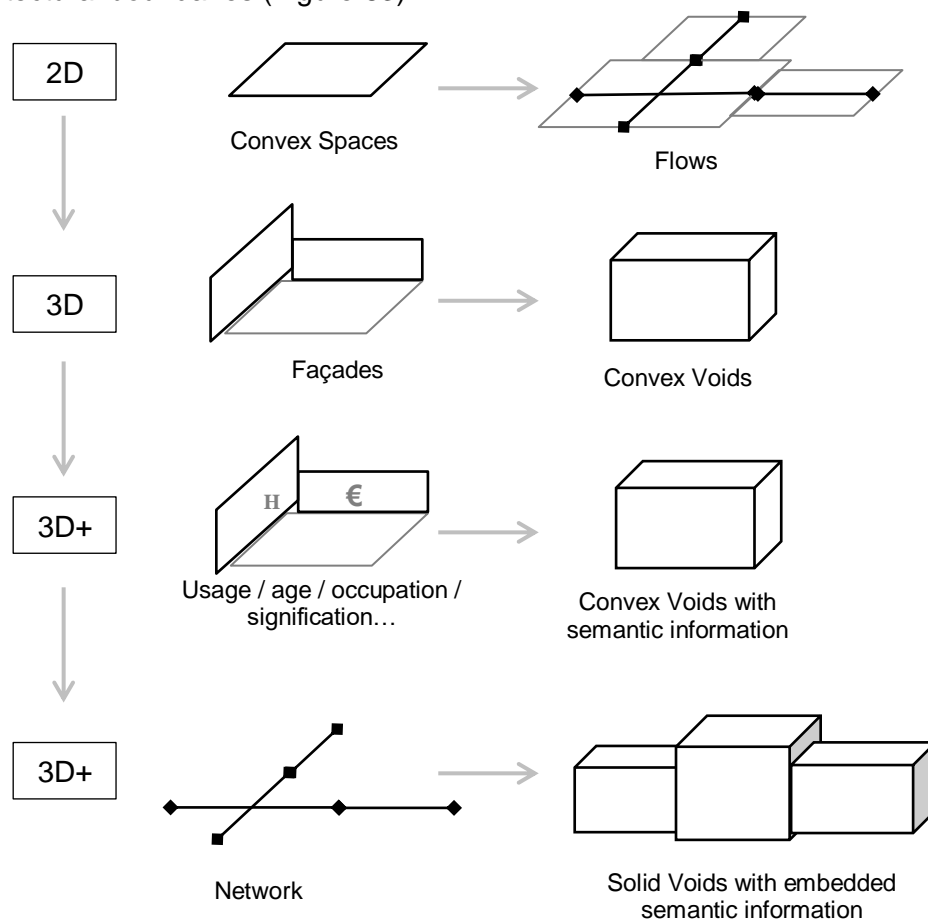 2D
Convex Spaces
Flows
3D
Façades
Convex Voids
3D+
H
€
Usage / age / occupation /
signification…
Convex Voids with
semantic information
3D+
Network
Solid Voids with embedded
semantic information